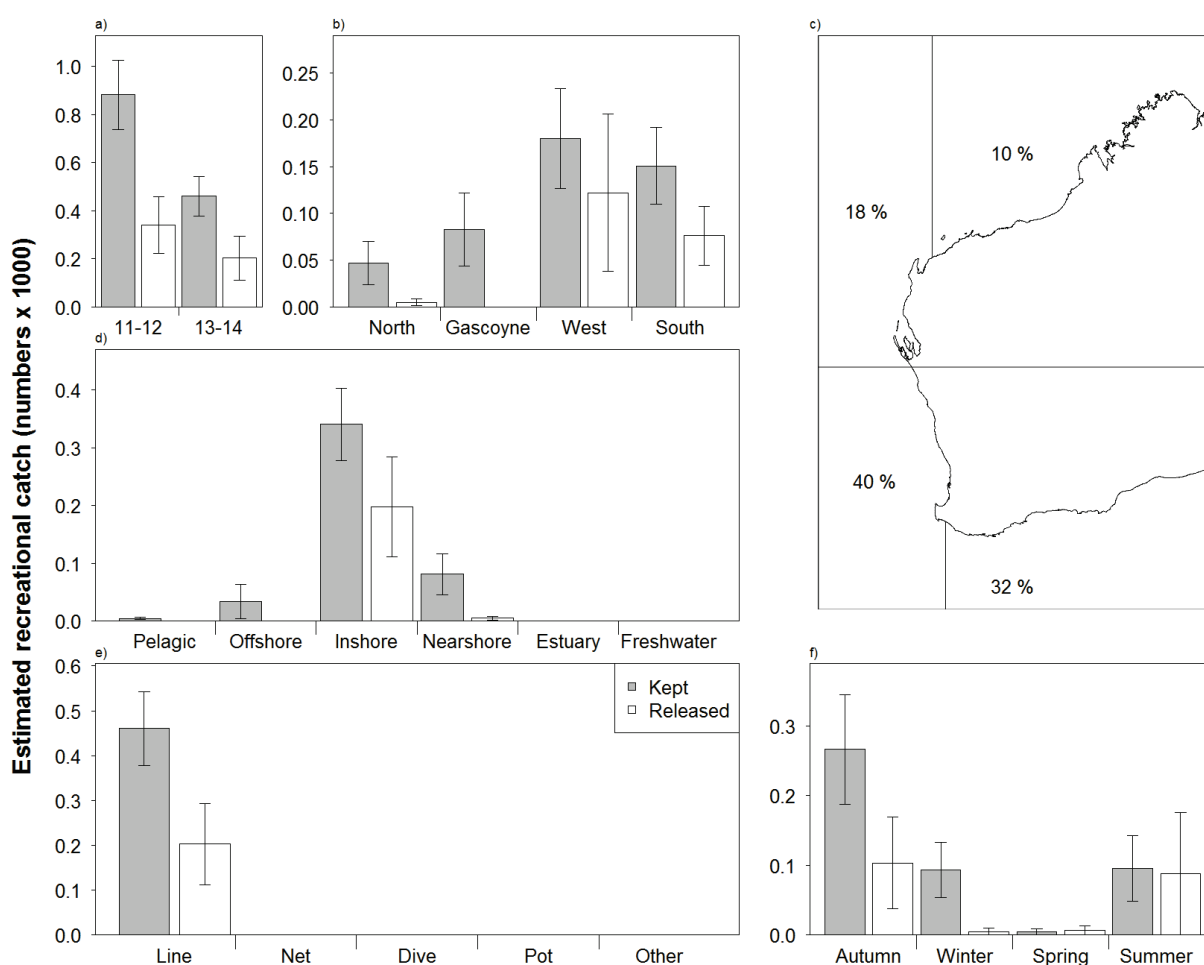 Estimated recreational catch (numbers x 1000)
a)
1.0
0.8
0.6
0.4
0.2
0.0
11-12 13-14
b)
0.25
0.20
0.15
0.10
0.05
0.00
North Gascoyne West South
c)
10 %
18 %
40 %
32 %
d)
0.4
0.3
0.2
0.1
0.0
Pelagic Offshore Inshore Nearshore Estuary Freshwater
e)
0.6
0.5
0.4
0.3
0.2
0.1
0.0
Kept
Released
Line Net Dive Pot Other
f)
0.3
0.2
0.1
0.0
Autumn Winter Spring Summer